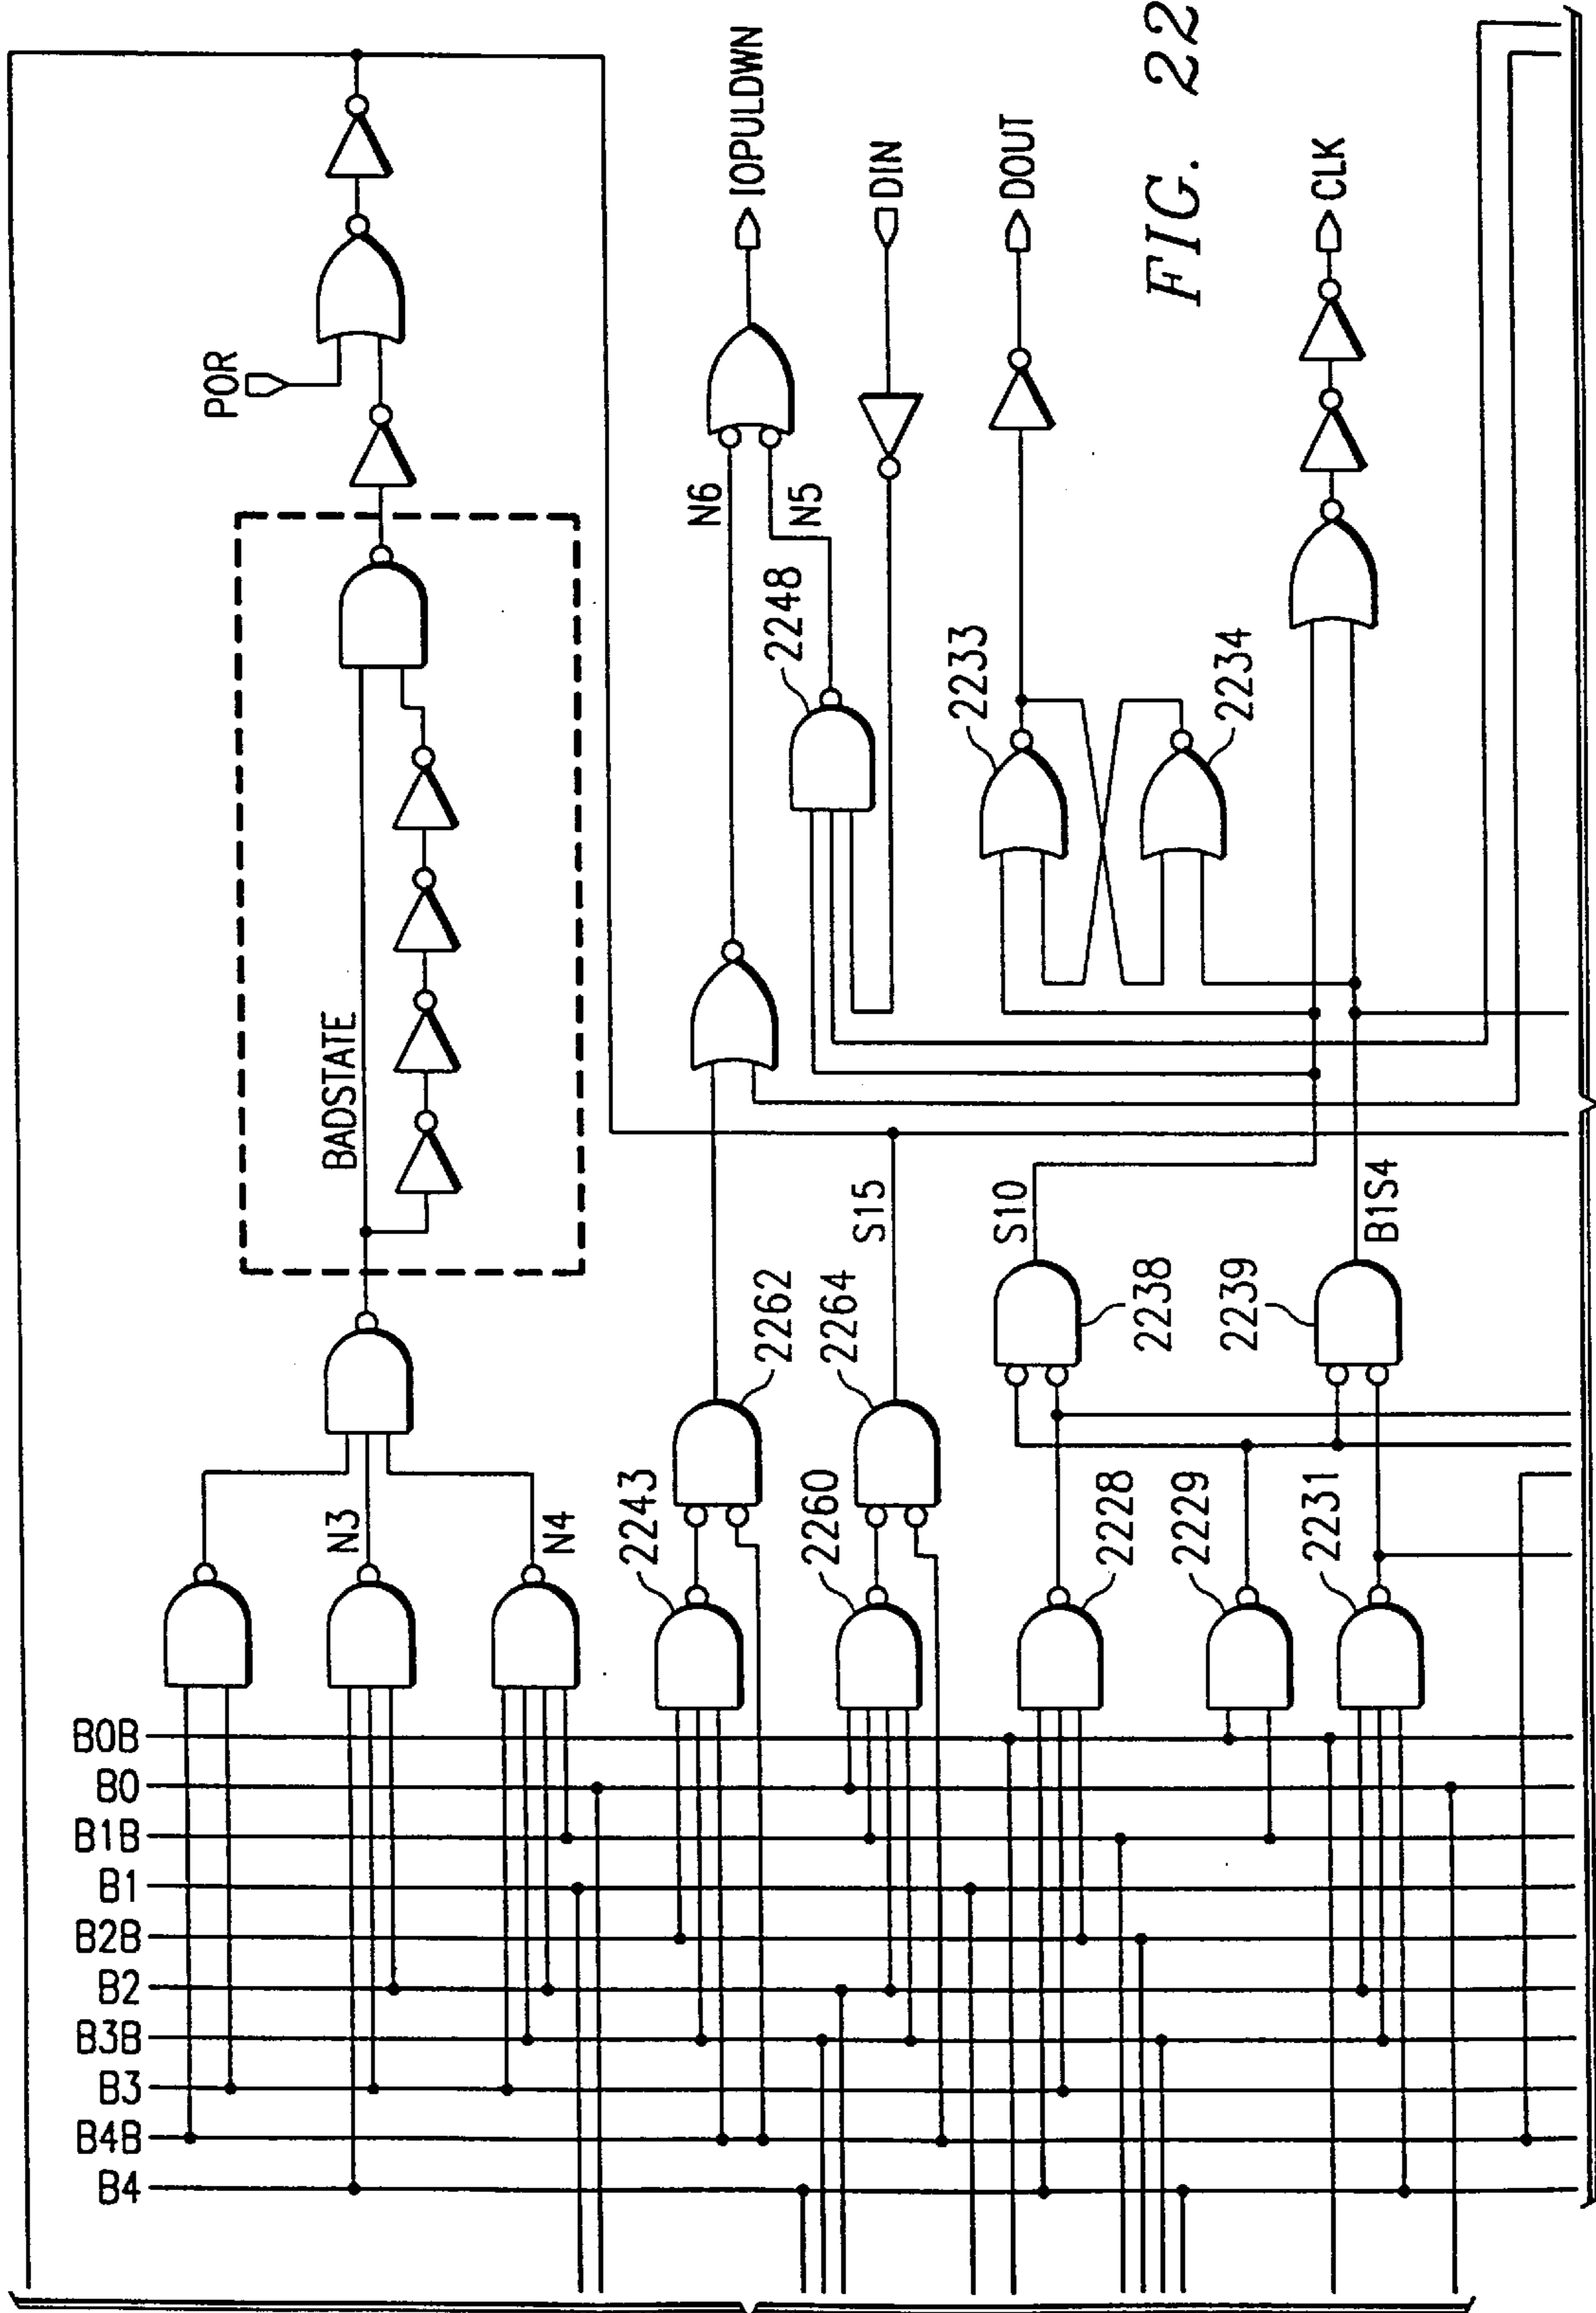 POR
IOPULDWN
DIN
DOUT
FIG. 22
CLK
BADSTATE
N6
N5
2248
2233
2234
S15
S10
B1S4
2262
2264
2238
2239
N3
N4
2243
2260
2228
2229
2231
B0B
B0
B1B
B1
B2B
B2
B3B
B3
B4B
B4